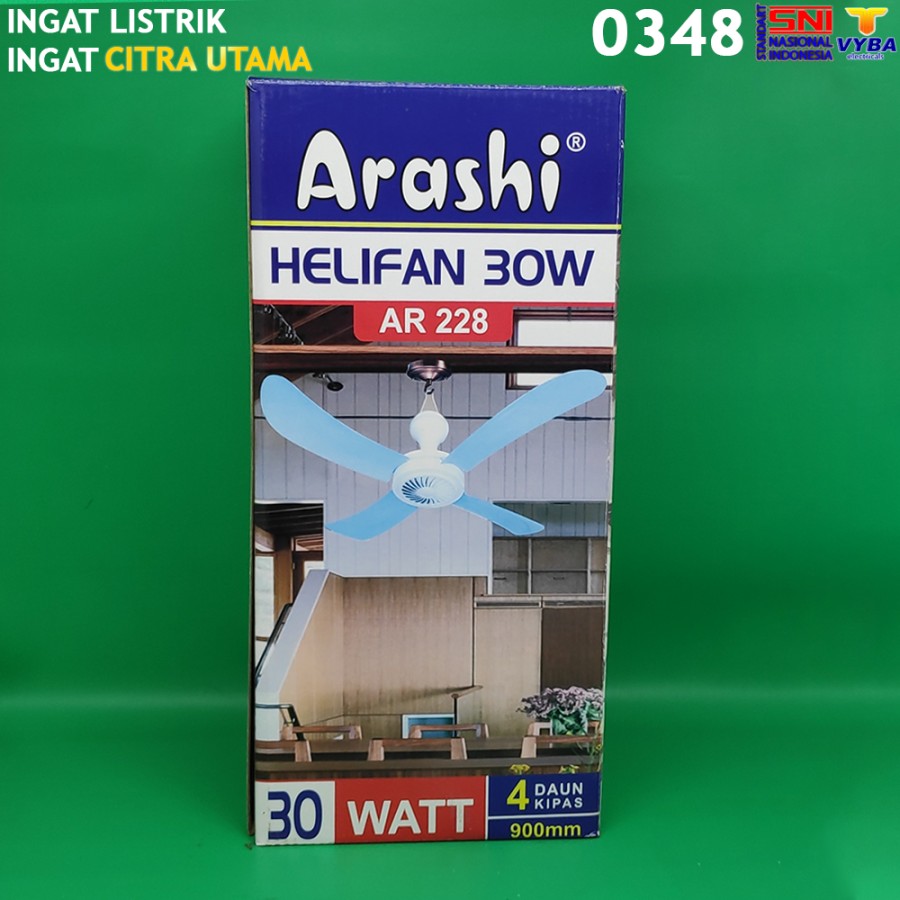 INGAT LISTRIK
INGAT CITRA UTAMA
0348
STANDART
SNI
NASIONAL
INDONESIA
VYBA
electricals
Arashi®
HELIFAN 30W
AR 228
30 WATT
4 DAUN
KIPAS
900mm